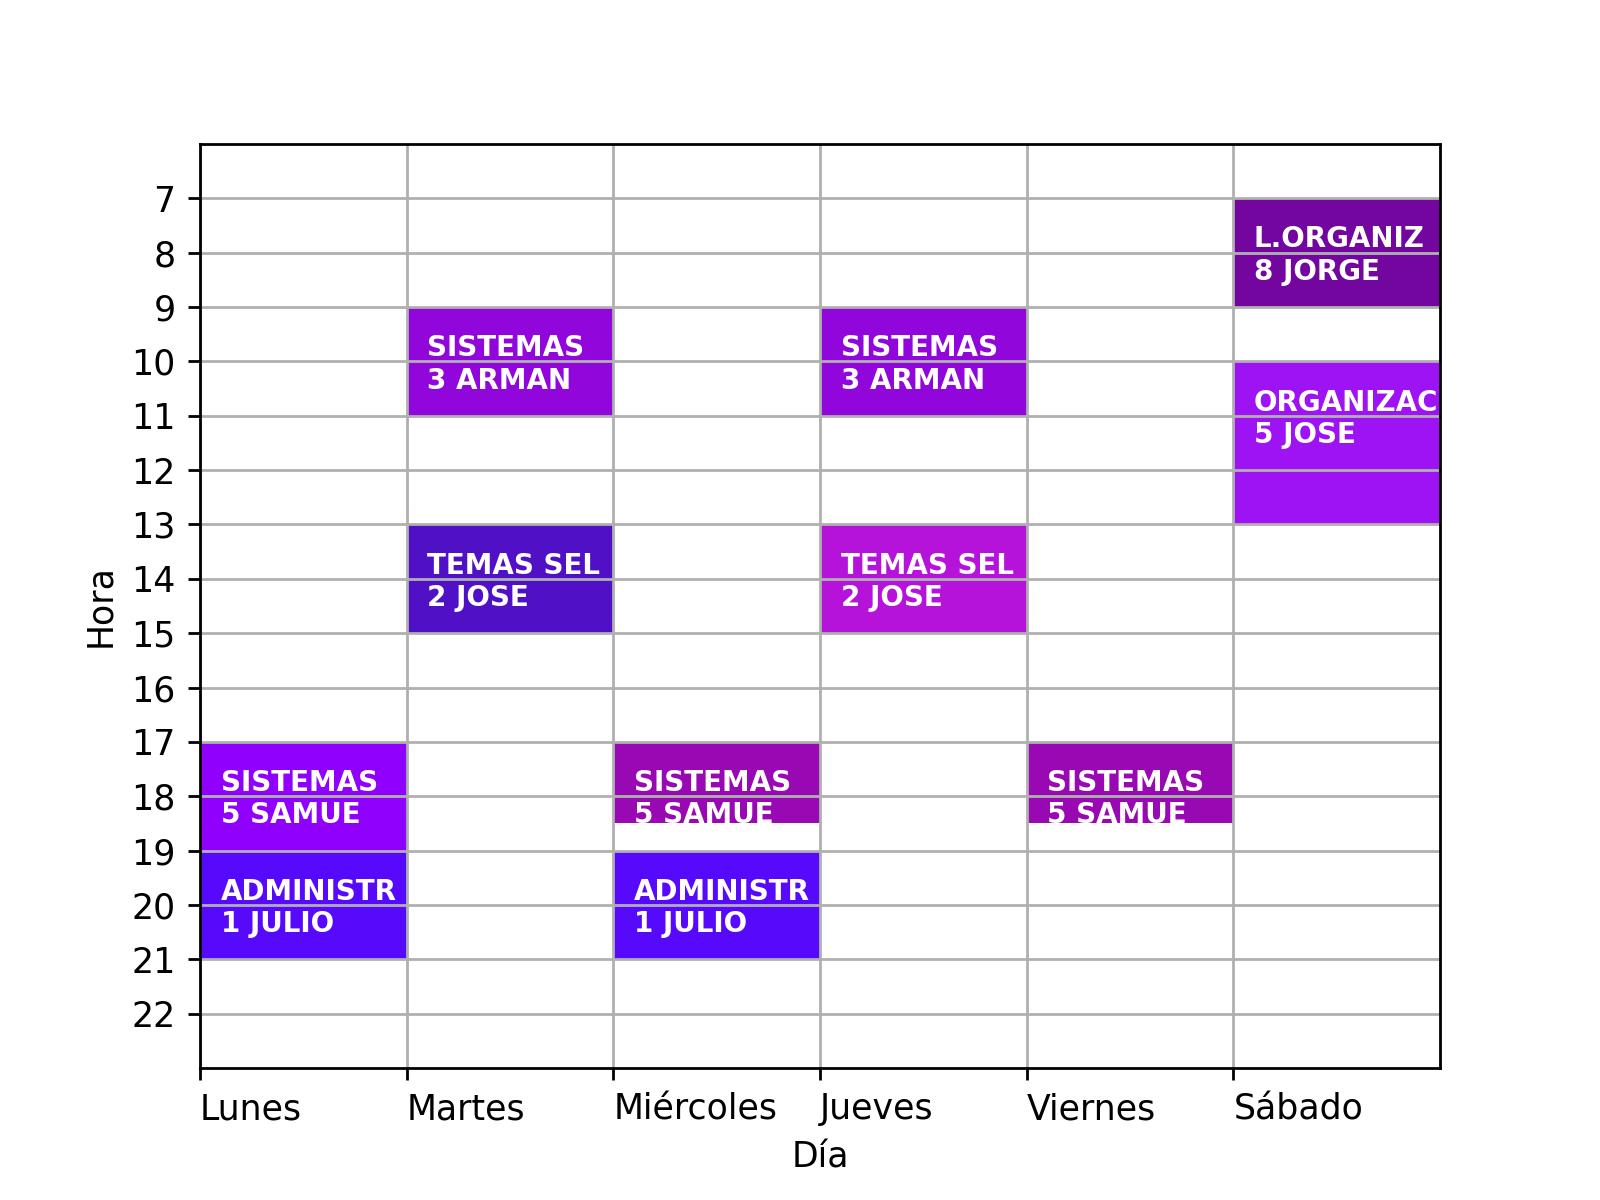 7
L.ORGANIZ
8 JORGE
8
9
SISTEMAS
3 ARMAN
SISTEMAS
3 ARMAN
10
ORGANIZAC
5 JOSE
11
12
13
TEMAS SEL
2 JOSE
TEMAS SEL
2 JOSE
14
15
16
17
SISTEMAS
5 SAMUE
SISTEMAS
5 SAMUE
SISTEMAS
5 SAMUE
18
19
ADMINISTR
1 JULIO
ADMINISTR
1 JULIO
20
21
22
Hora
Lunes Martes Miércoles Jueves Viernes Sábado
Día